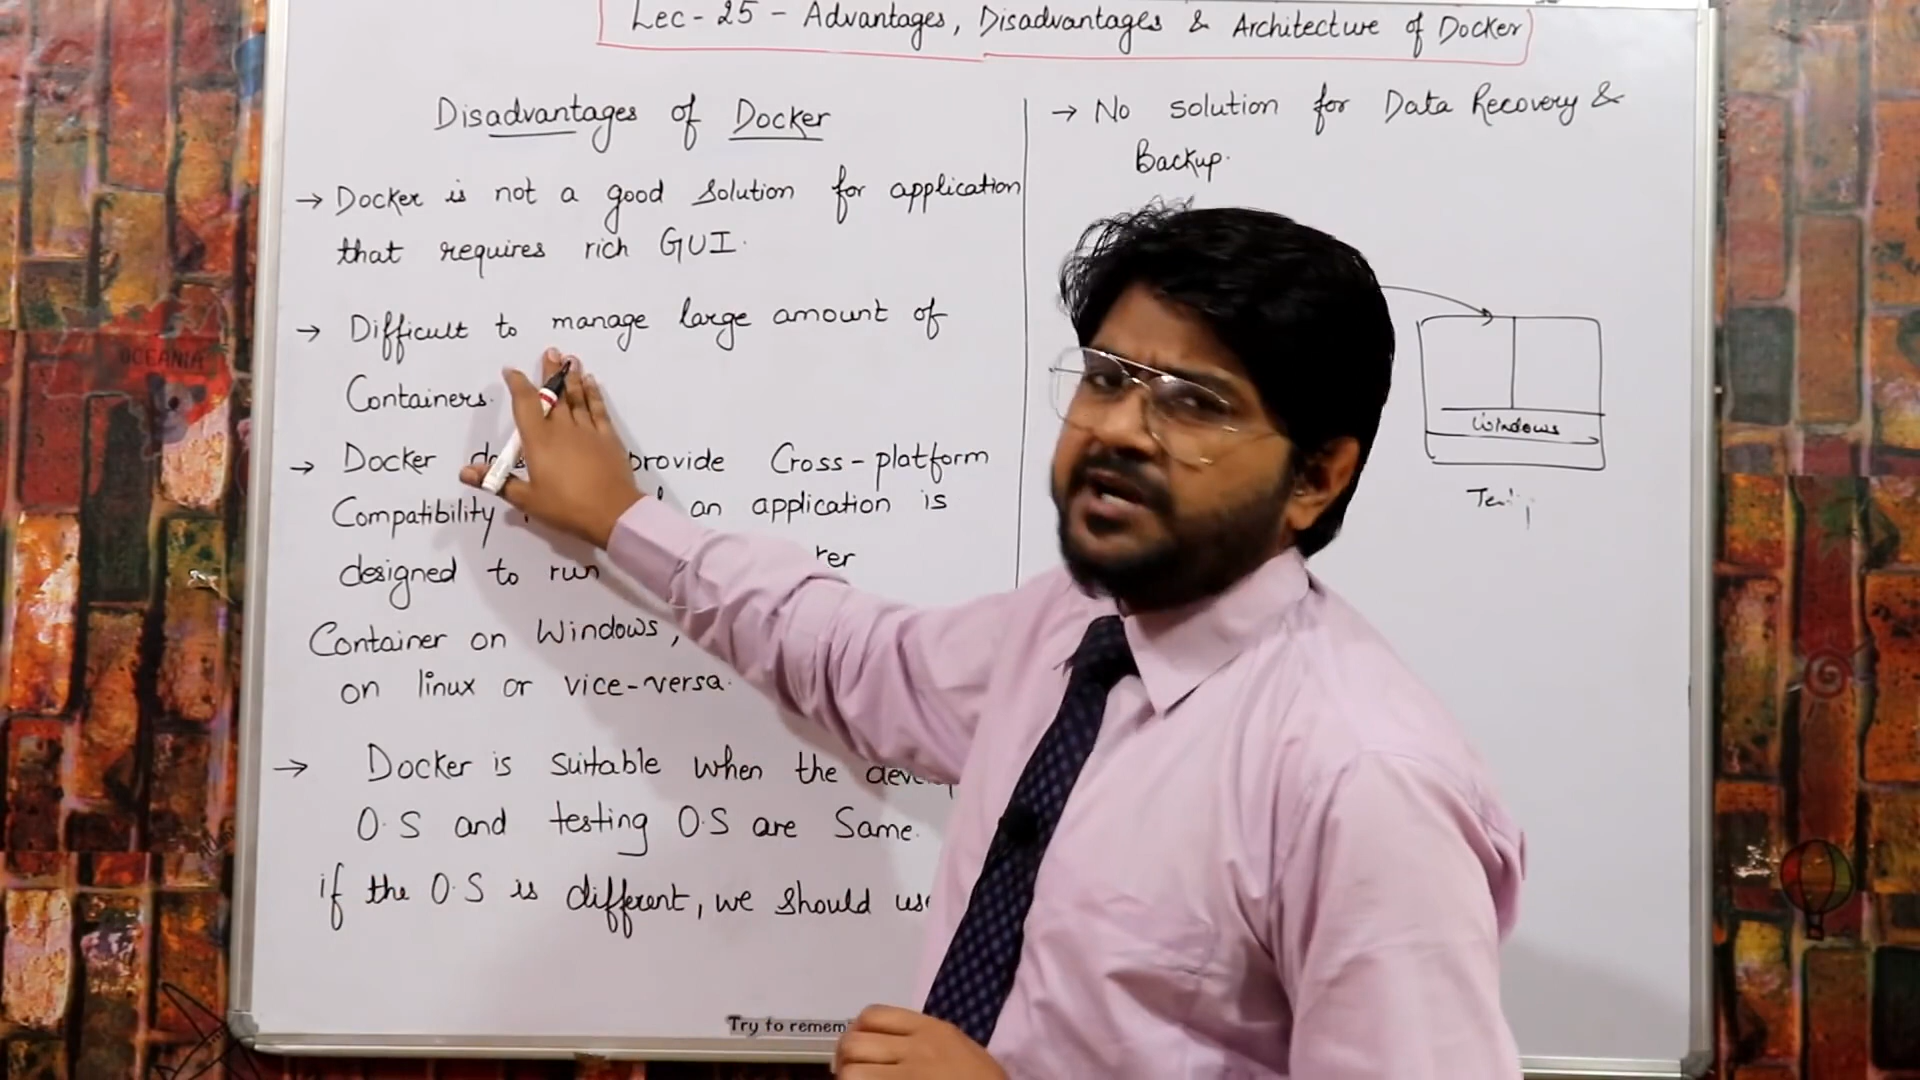 Lec-25 - Advantages, Disadvantages & Architecture of Docker
Disadvantages of Docker
→ Docker is not a good solution for application
that requires rich GUI.
→ Difficult to manage large amount of
Containers.
→ Docker provide Cross-platform
Compatibility an application is
designed to run
Container on Windows,
on linux or vice-versa.
→ Docker is suitable when the
O.S and testing O.S are Same.
if the O.S is different, we should
→ No solution for Data Recovery &
Backup.
Windows
Try to
OCEANIA